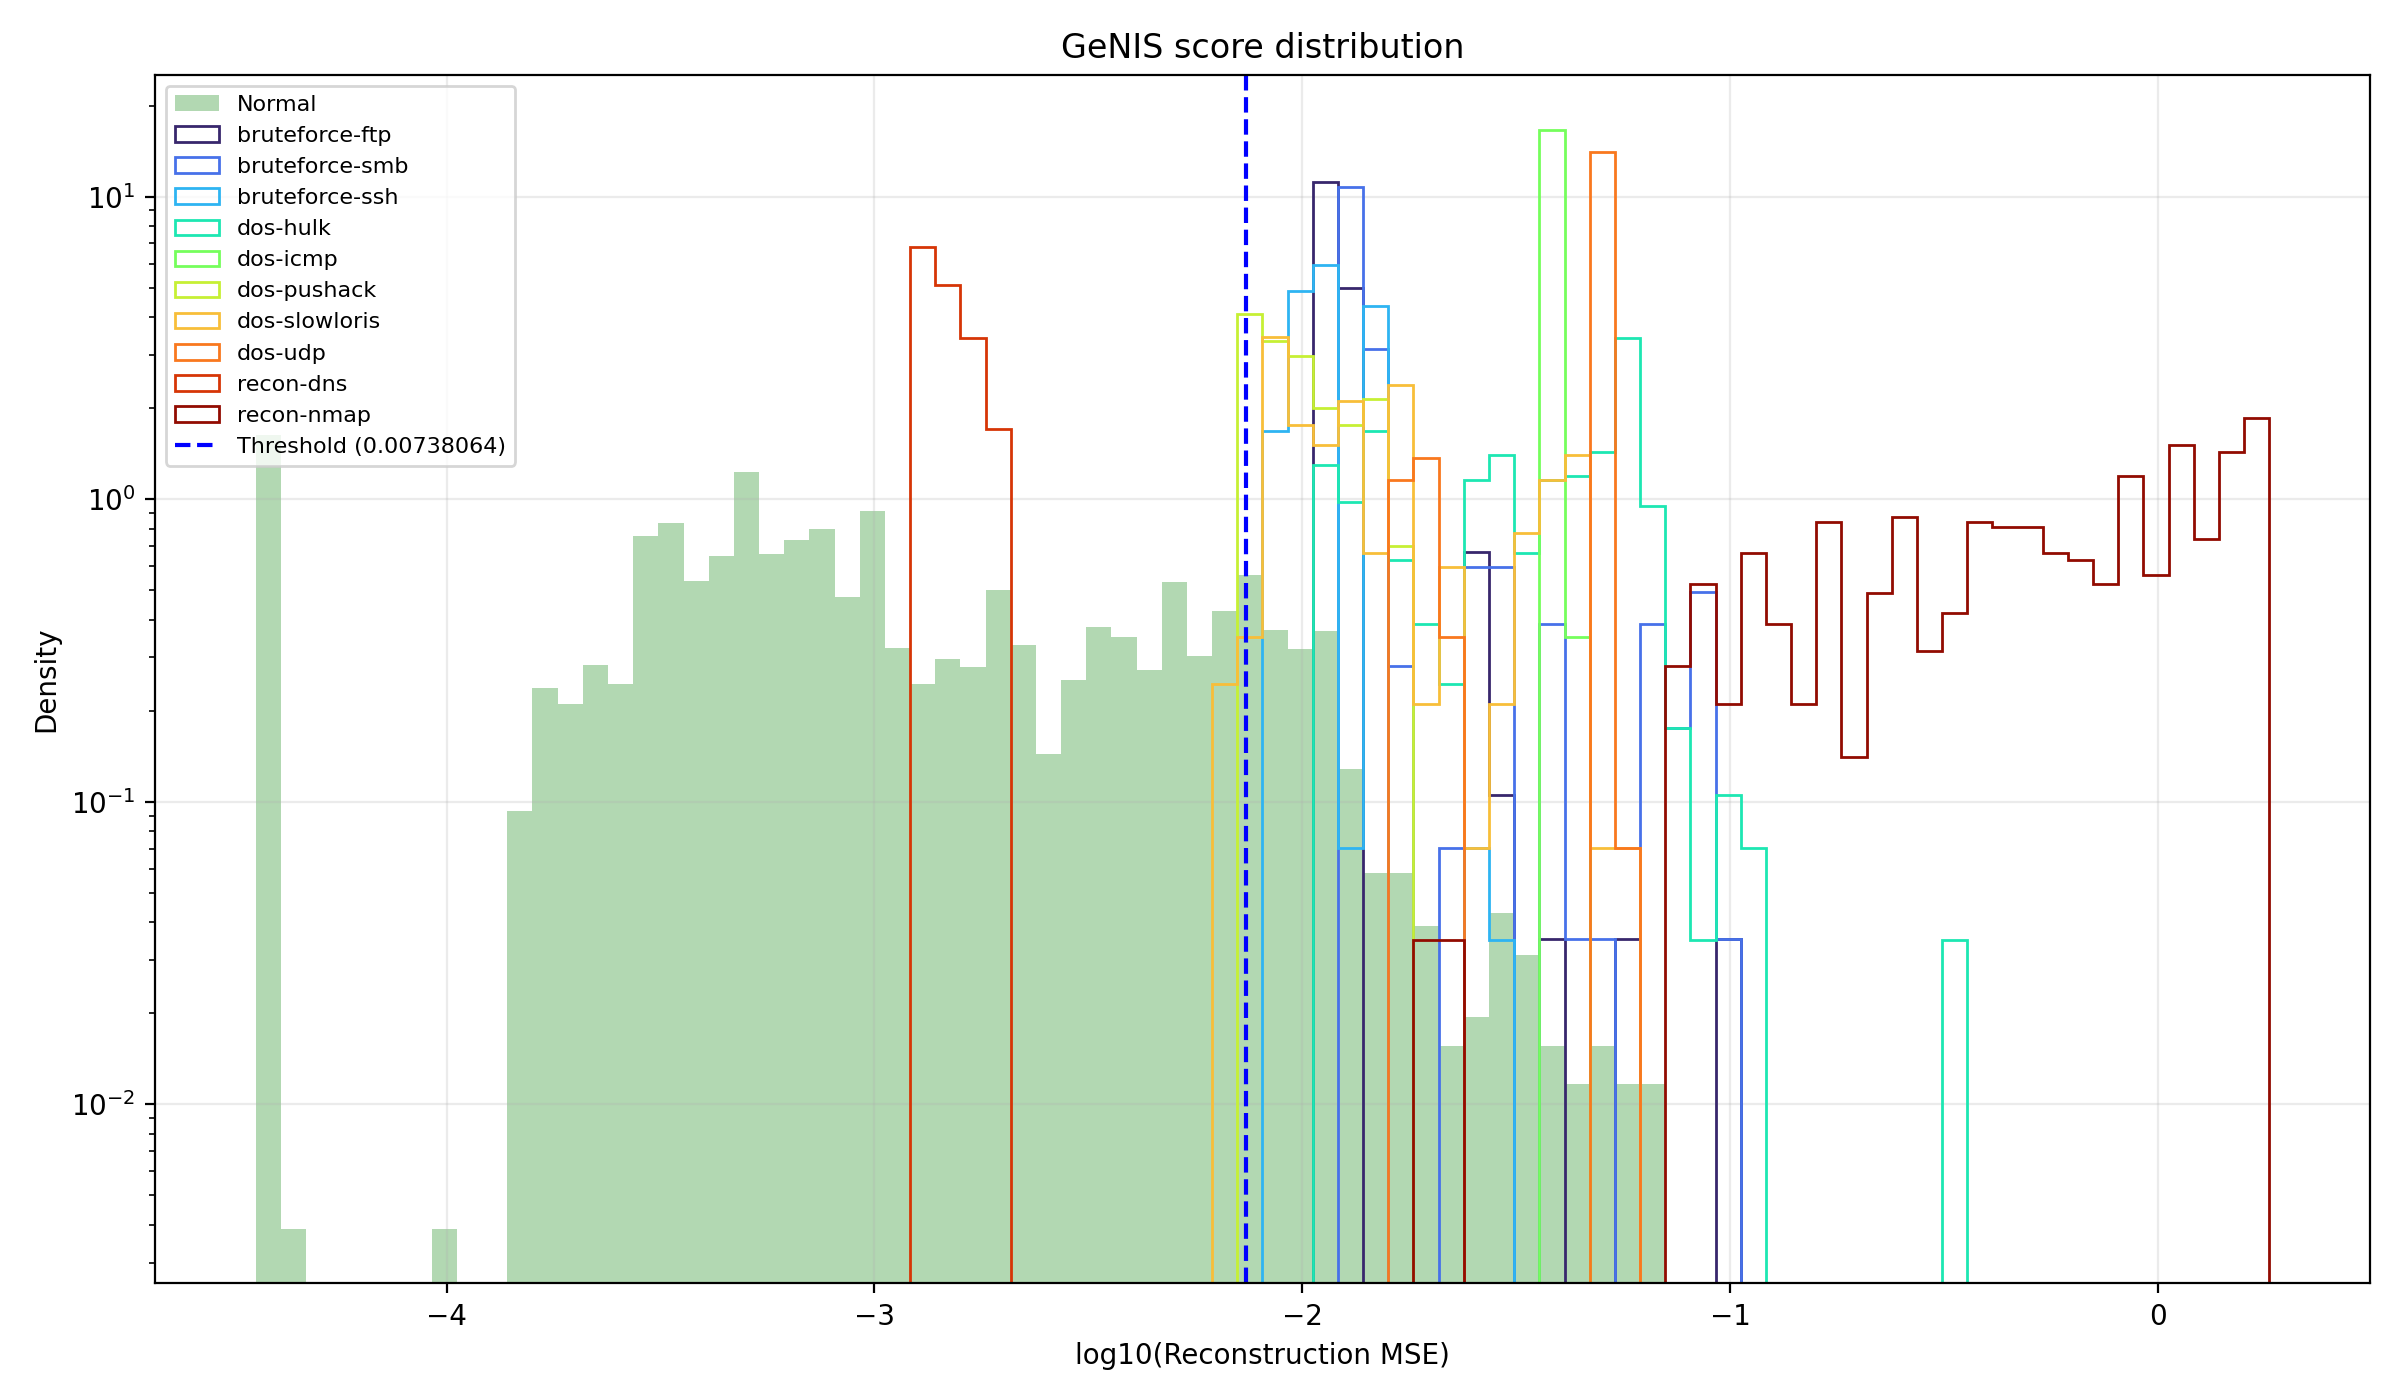 GeNIS score distribution
Normal
bruteforce-ftp
bruteforce-smb
bruteforce-ssh
dos-hulk
dos-icmp
dos-pushack
dos-slowloris
dos-udp
recon-dns
recon-nmap
Threshold (0.00738064)
Density
10¹
10⁰
10⁻¹
10⁻²
−4 −3 −2 −1 0
log10(Reconstruction MSE)